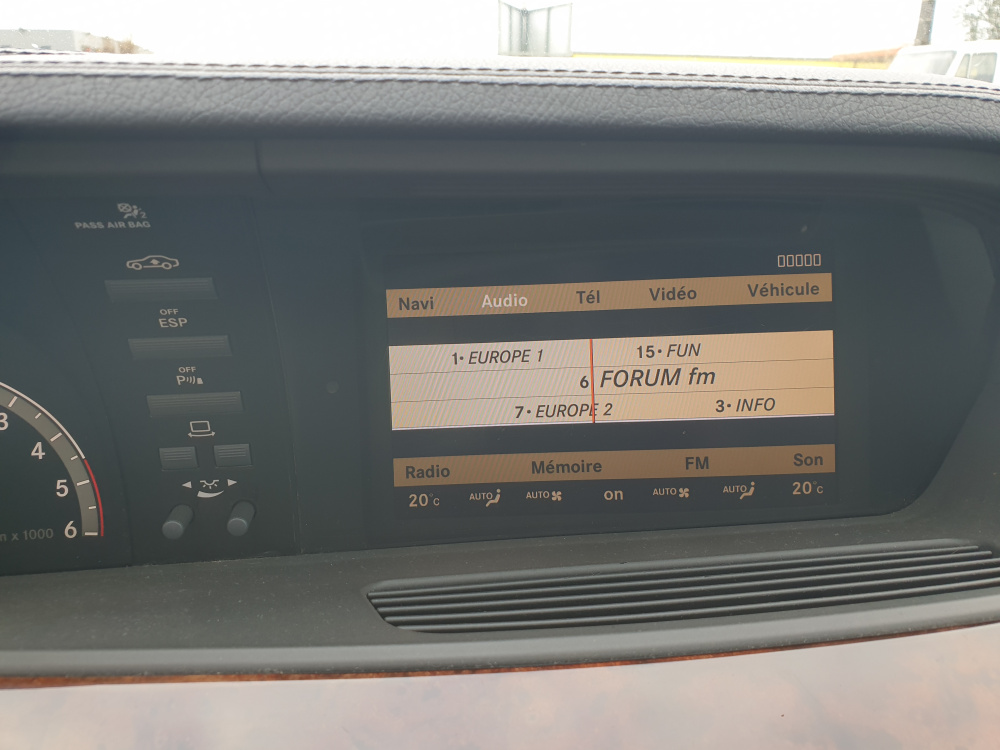 PASS AIR BAG
2
OFF
ESP
OFF
P
3
4
5
6
n x 1000
Navi Audio Tél Vidéo Véhicule
1• EUROPE 1 15• FUN
6 FORUM fm
7• EUROPE 2 3• INFO
Radio Mémoire FM Son
20°C AUTO AUTO on AUTO AUTO 20°C